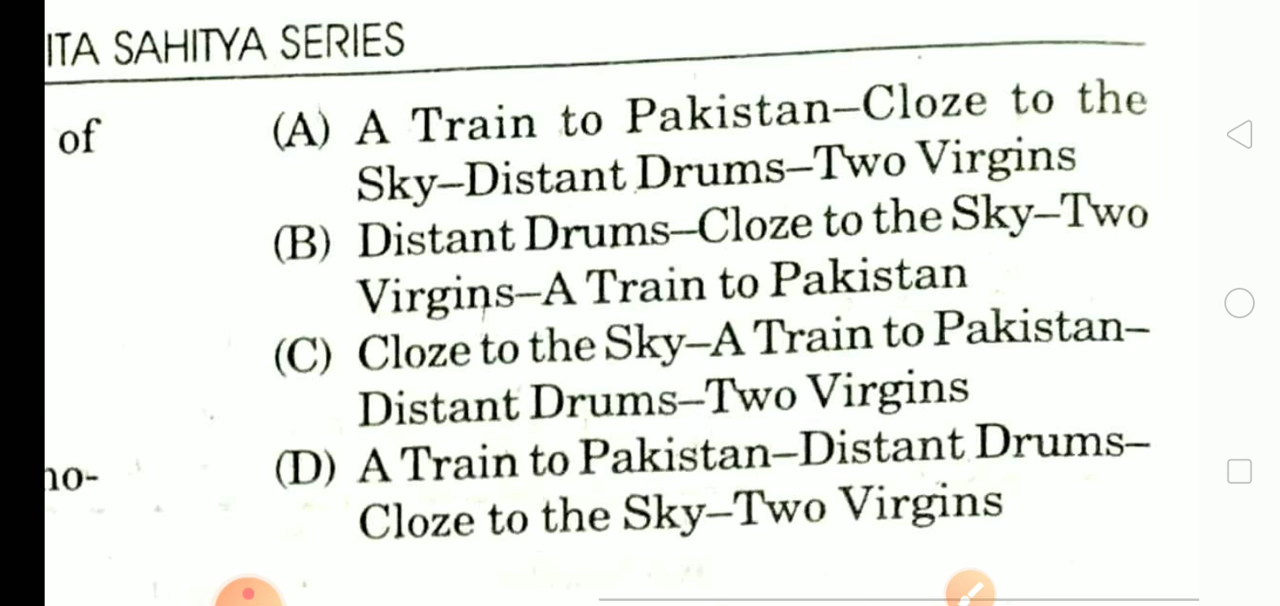 ITA SAHITYA SERIES
of
(A) A Train to Pakistan–Cloze to the
Sky–Distant Drums–Two Virgins
(B) Distant Drums–Cloze to the Sky–Two
Virgins–A Train to Pakistan
(C) Cloze to the Sky–A Train to Pakistan–
Distant Drums–Two Virgins
no-
(D) A Train to Pakistan–Distant Drums–
Cloze to the Sky–Two Virgins